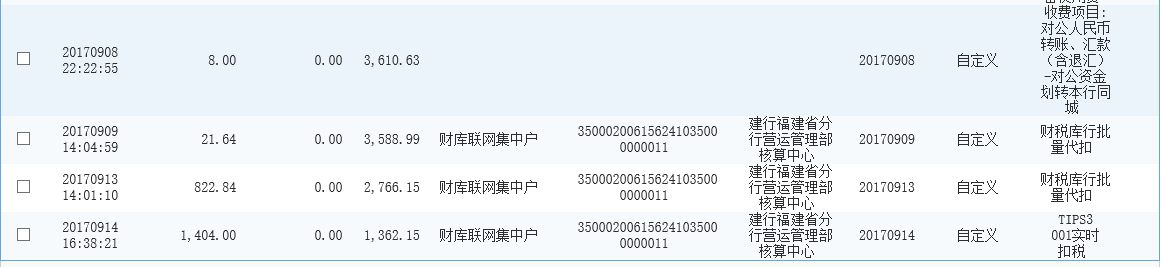 收费项目:
对公人民币
转账、汇款
（含退汇）
-对公资金
划转本行同
城
20170908
22:22:55
8.00
0.00
3,610.63
20170908
自定义
20170909
14:04:59
21.64
0.00
3,588.99
财库联网集中户
35000200615624103500
0000011
建行福建省分
行营运管理部
核算中心
20170909
自定义
财税库行批
量代扣
20170913
14:01:10
822.84
0.00
2,766.15
财库联网集中户
35000200615624103500
0000011
建行福建省分
行营运管理部
核算中心
20170913
自定义
财税库行批
量代扣
20170914
16:38:21
1,404.00
0.00
1,362.15
财库联网集中户
35000200615624103500
0000011
建行福建省分
行营运管理部
核算中心
20170914
自定义
TIPS3
001实时
扣税